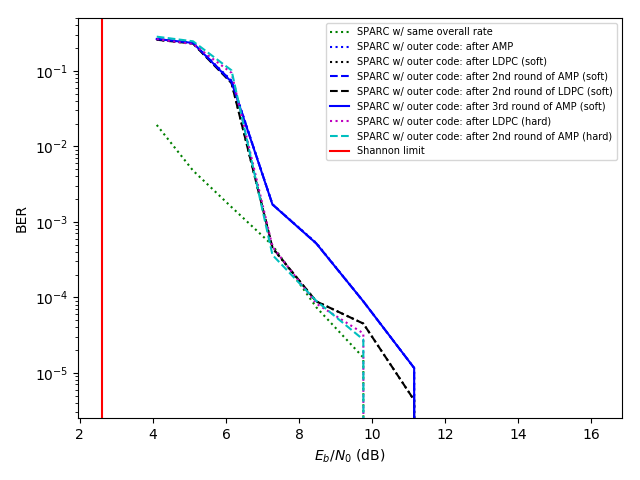 SPARC w/ same overall rate
SPARC w/ outer code: after AMP
SPARC w/ outer code: after LDPC (soft)
SPARC w/ outer code: after 2nd round of AMP (soft)
SPARC w/ outer code: after 2nd round of LDPC (soft)
SPARC w/ outer code: after 3rd round of AMP (soft)
SPARC w/ outer code: after LDPC (hard)
SPARC w/ outer code: after 2nd round of AMP (hard)
Shannon limit
BER
10⁻¹
10⁻²
10⁻³
10⁻⁴
10⁻⁵
2 4 6 8 10 12 14 16
E_b/N_0 (dB)